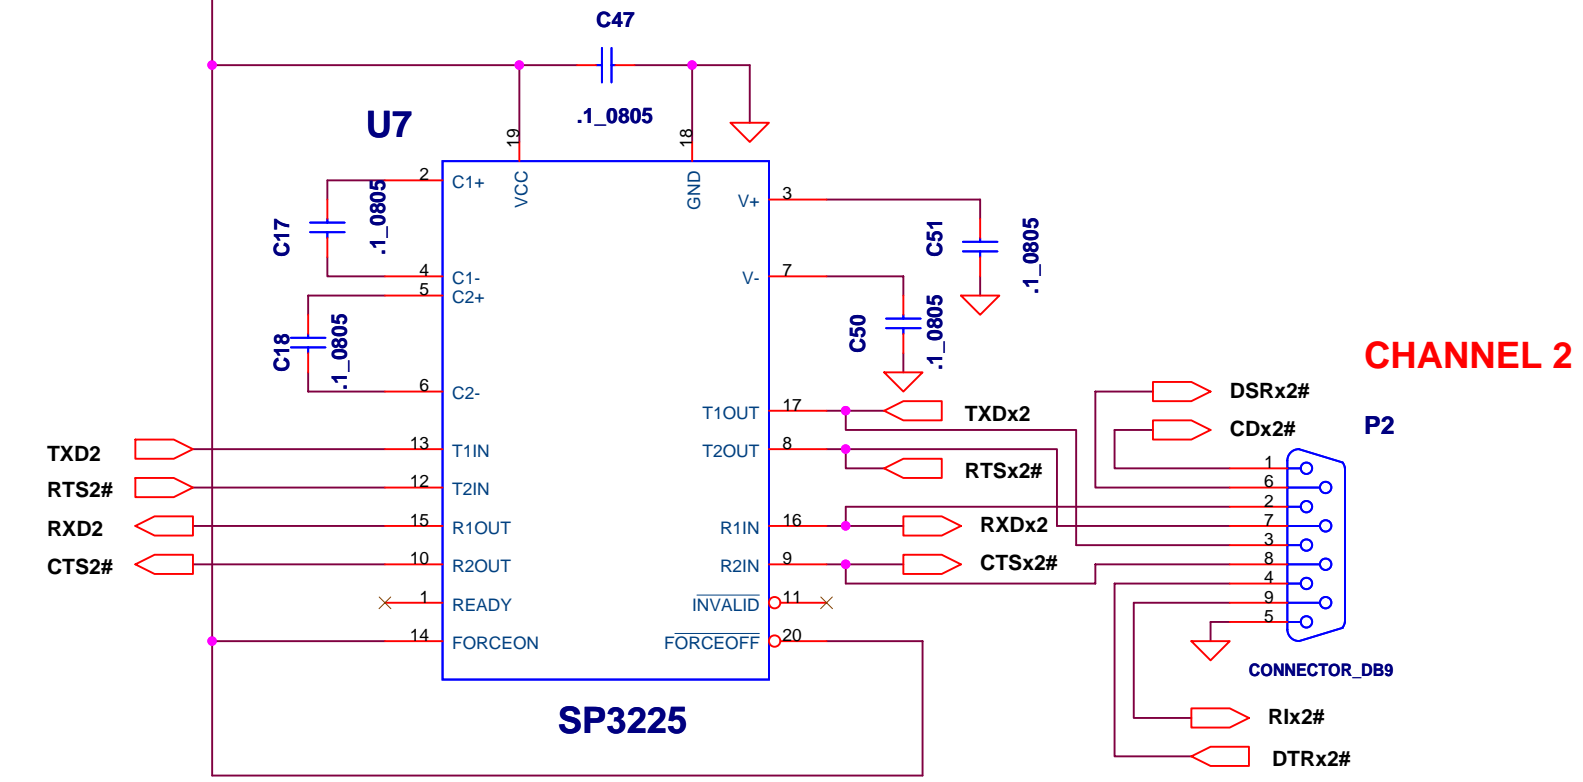 C47
.1_0805
U7
19
18
VCC
GND
2
C1+
V+
3
C17
.1_0805
C51
.1_0805
4
C1-
V-
7
5
C2+
C18
.1_0805
C50
.1_0805
6
C2-
CHANNEL 2
P2
DSRx2#
CDx2#
T1OUT
17
TXDx2
TXD2
13
T1IN
T2OUT
8
RTSx2#
RTS2#
12
T2IN
RXD2
15
R1OUT
R1IN
16
RXDx2
CTS2#
10
R2OUT
R2IN
9
CTSx2#
1
READY
INVALID
11
14
FORCEON
FORCEOFF
20
1
6
2
7
3
8
4
9
5
CONNECTOR_DB9
SP3225
RIx2#
DTRx2#